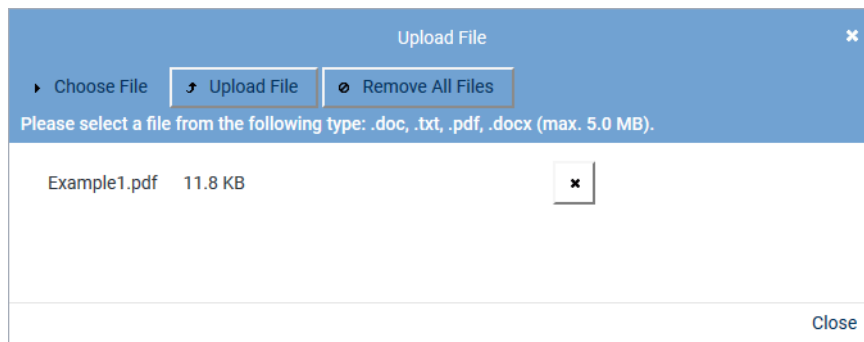 Upload File
Choose File Upload File Remove All Files
Please select a file from the following type: .doc, .txt, .pdf, .docx (max. 5.0 MB).
Example1.pdf 11.8 KB
Close